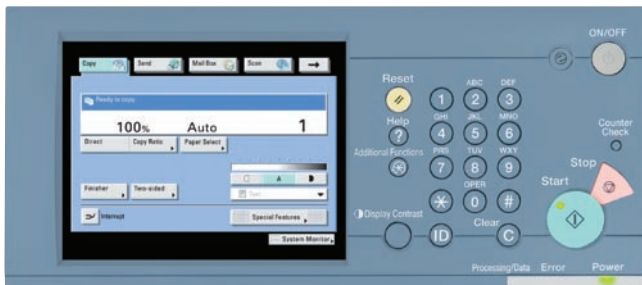 Copy Send Mail Box Scan
Ready to copy.
100% Auto 1
Direct Copy Ratio Paper Select
A
Text
Finisher Two-sided
Interrupt Special Features
System Monitor
ON/OFF
Reset
ABC DEF
1 2 3
Help GHI JKL MNO
? 4 5 6
Counter
Check
Additional Functions PRS TUV WXY
7 8 9
Stop
OPER
0 #
Start
Display Contrast
Clear
ID C
Processing/Data Error Power